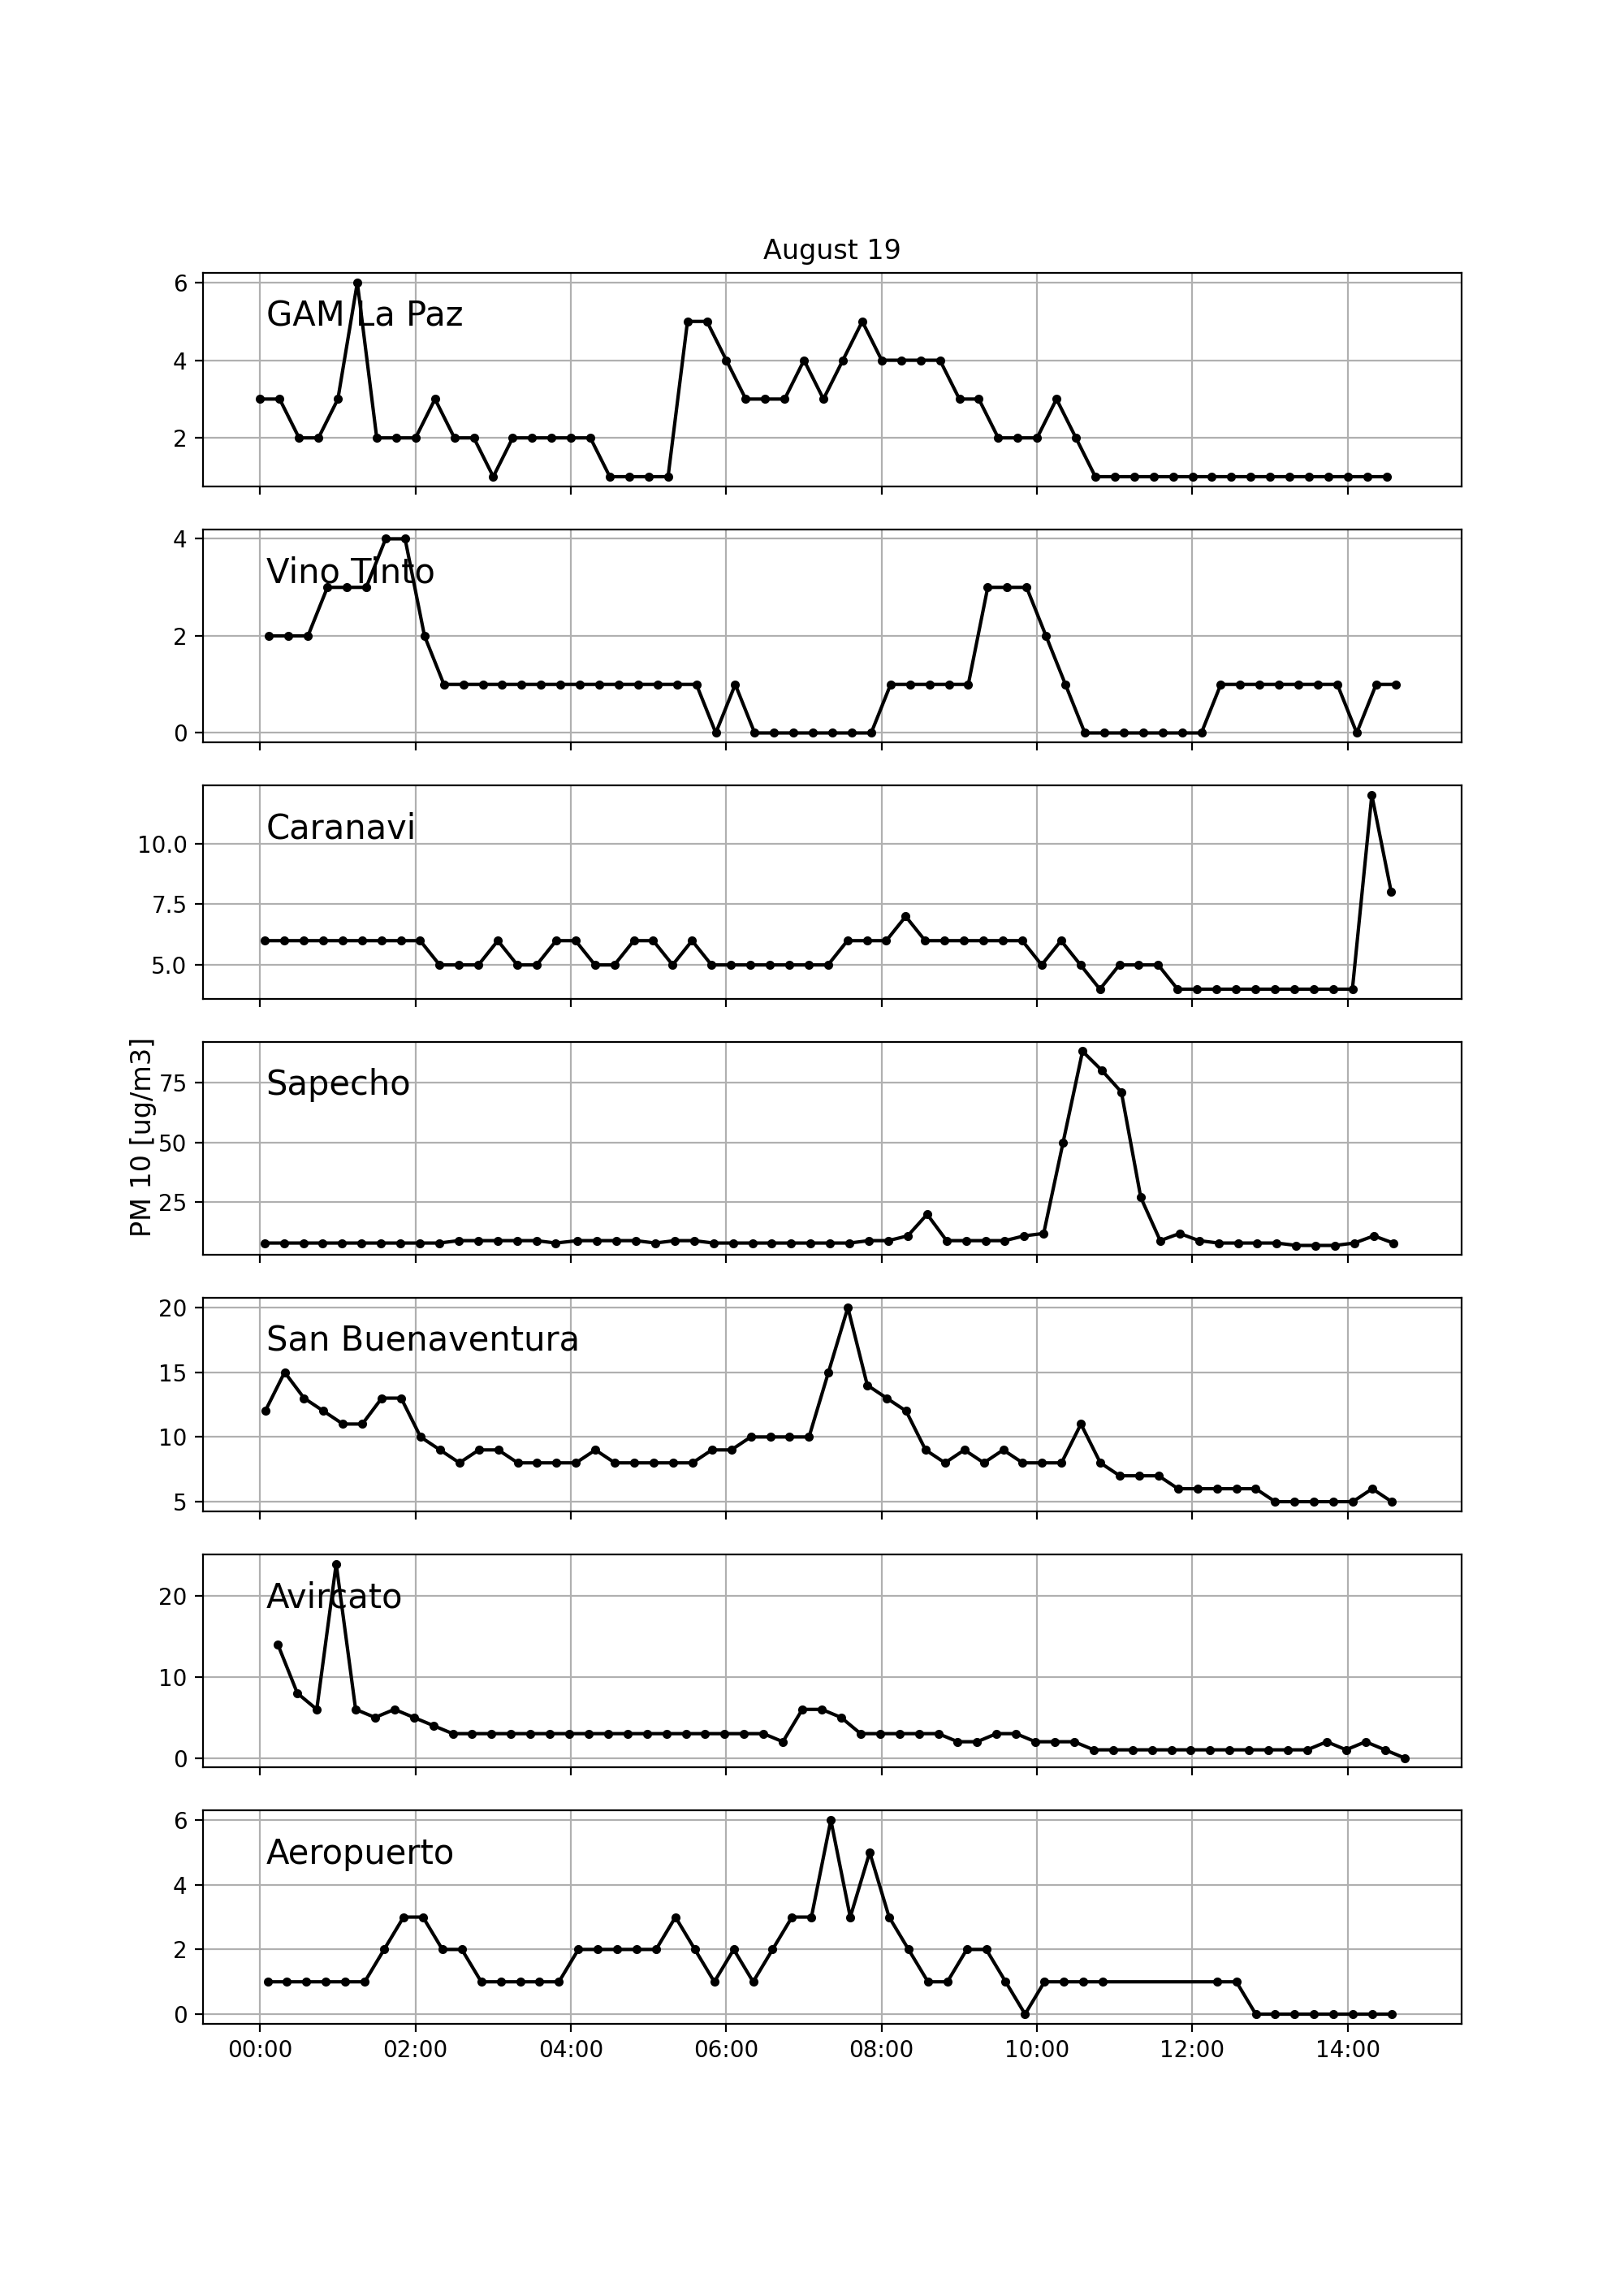 August 19
6
GAM La Paz
4
2
4
Vino Tinto
2
0
Caranavi
10.0
7.5
5.0
PM 10 [ug/m3]
Sapecho
75
50
25
20
San Buenaventura
15
10
5
20
Avircato
10
0
6
Aeropuerto
4
2
0
00:00 02:00 04:00 06:00 08:00 10:00 12:00 14:00